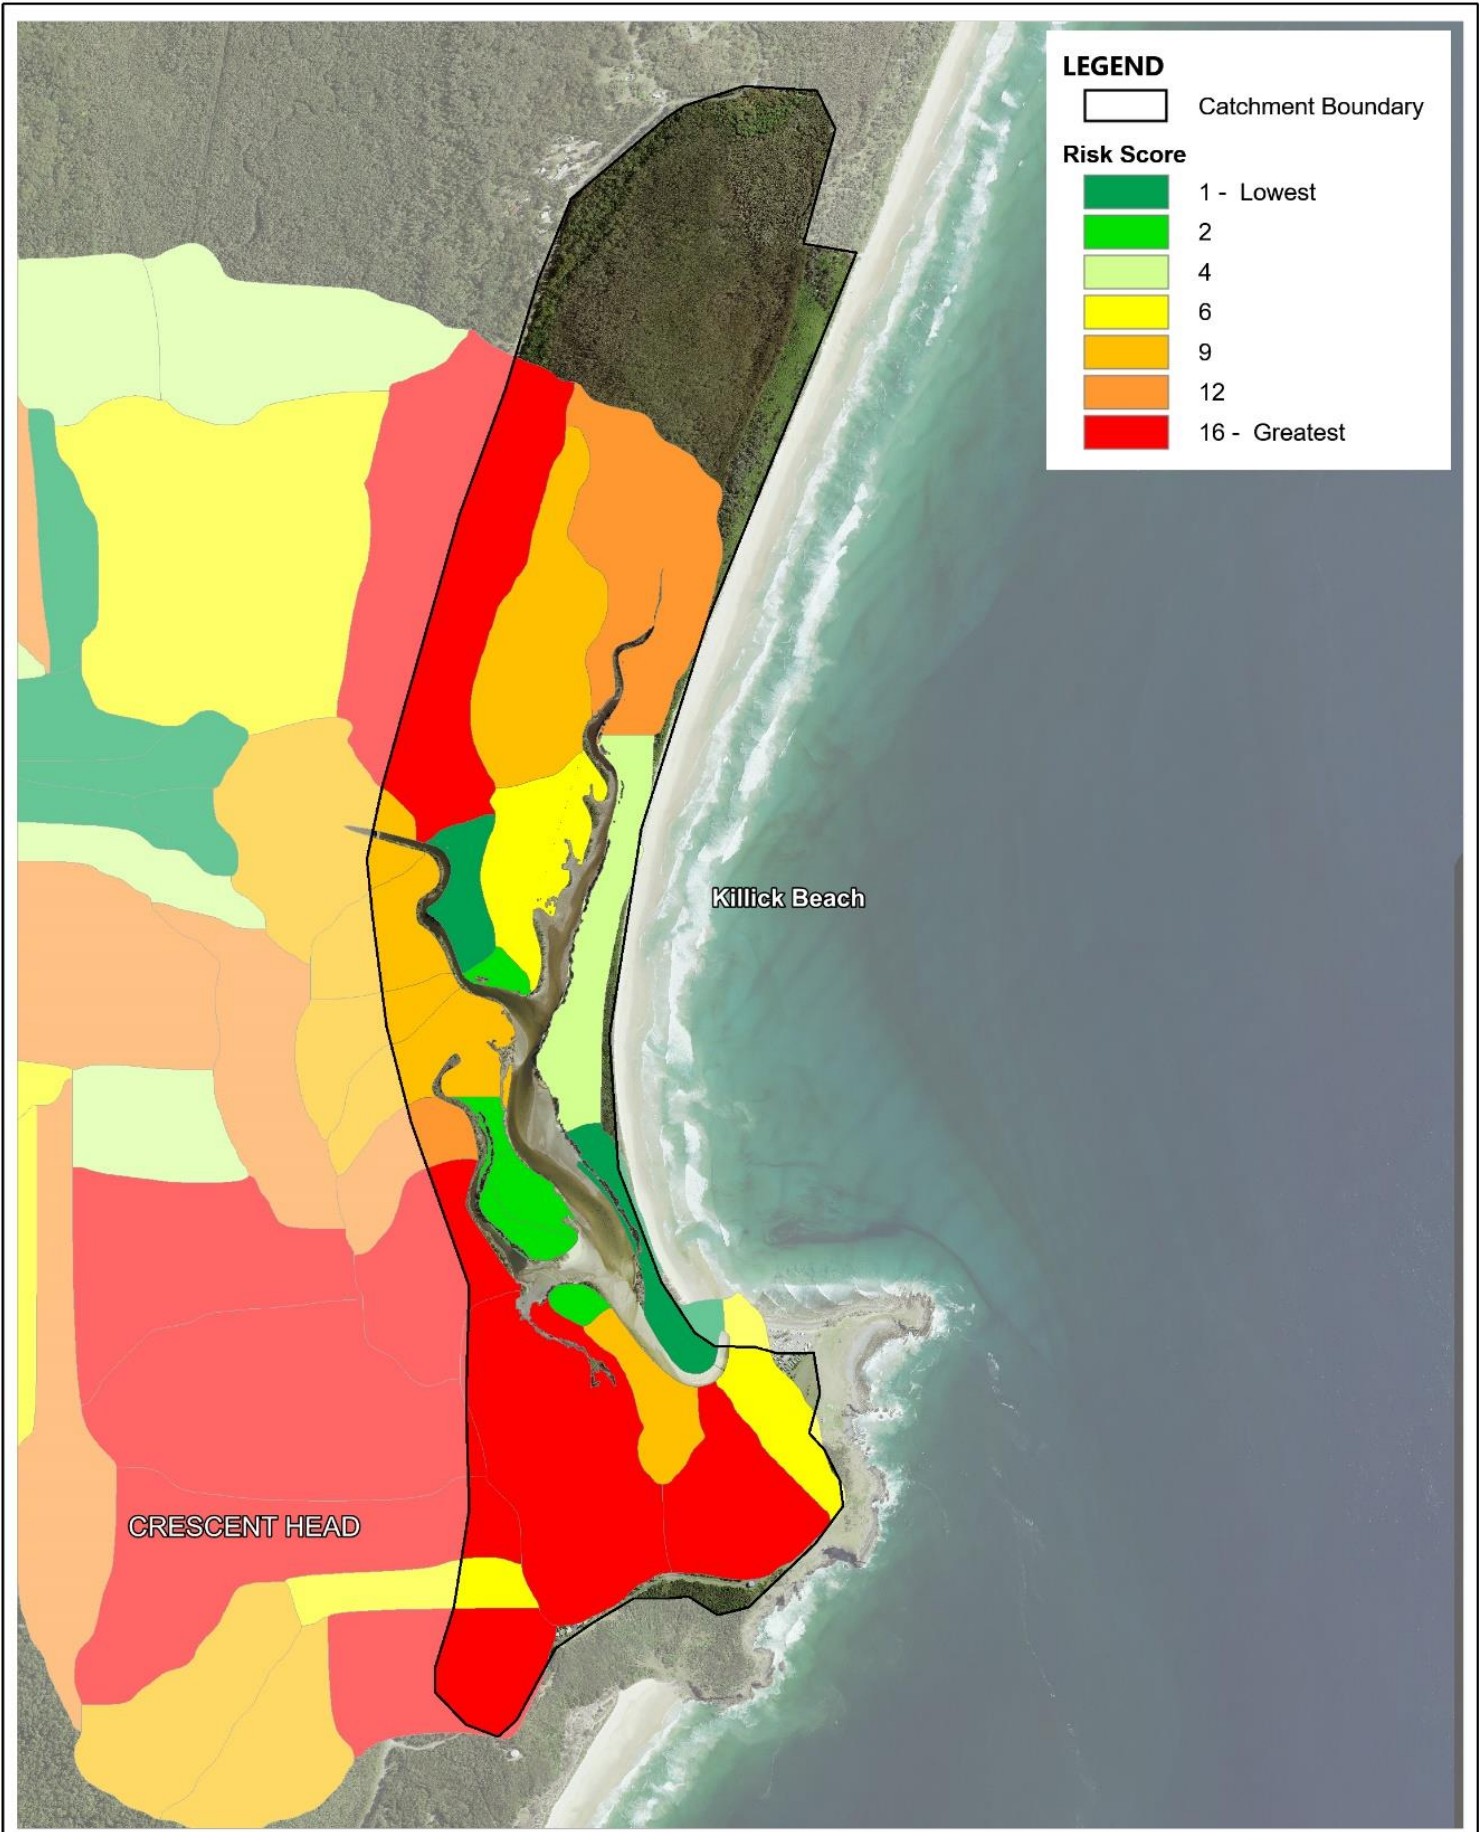 LEGEND
Catchment Boundary
Risk Score
1 - Lowest
2
4
6
9
12
16 - Greatest
Killick Beach
CRESCENT HEAD